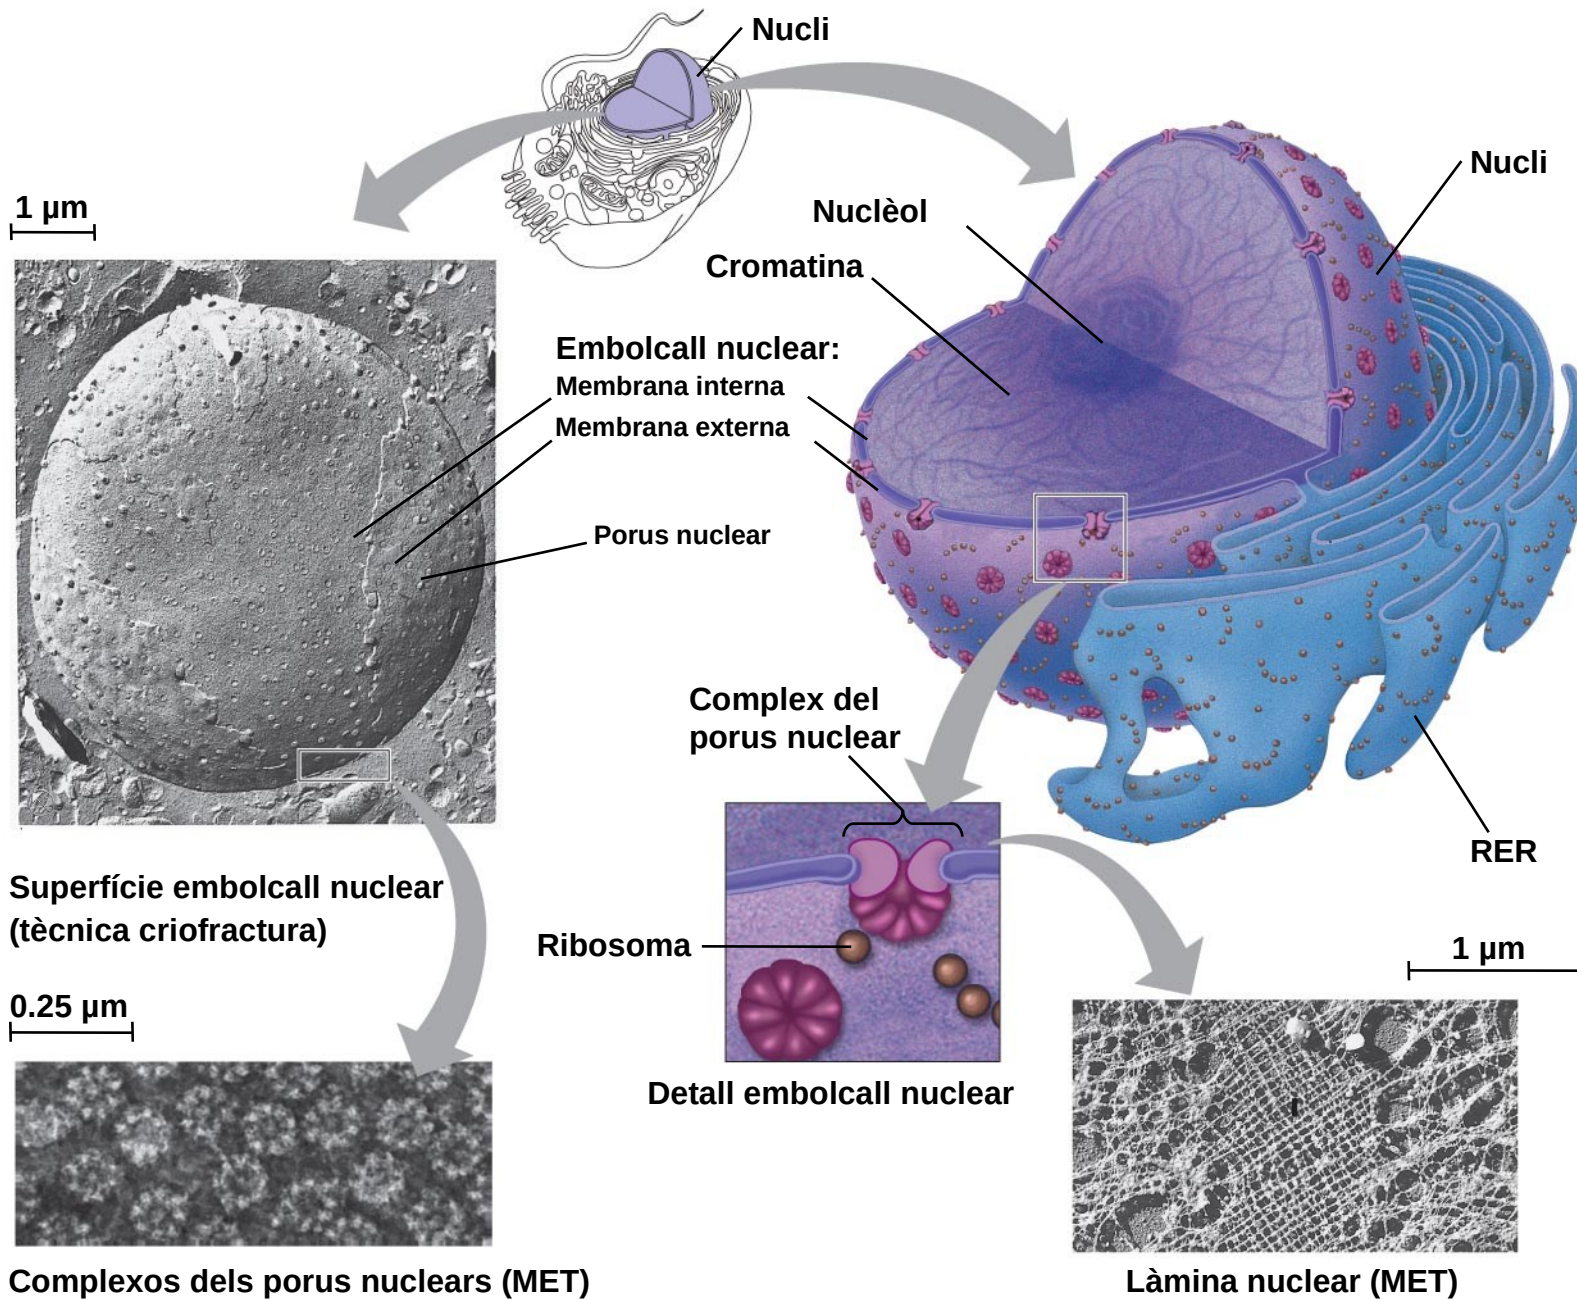 Nucli
Nucli
1 µm
Nuclèol
Cromatina
Embolcall nuclear:
Membrana interna
Membrana externa
Porus nuclear
Complex del
porus nuclear
RER
Superfície embolcall nuclear
(tècnica criofractura)
Ribosoma
1 µm
0.25 µm
Detall embolcall nuclear
Complexos dels porus nuclears (MET)
Làmina nuclear (MET)